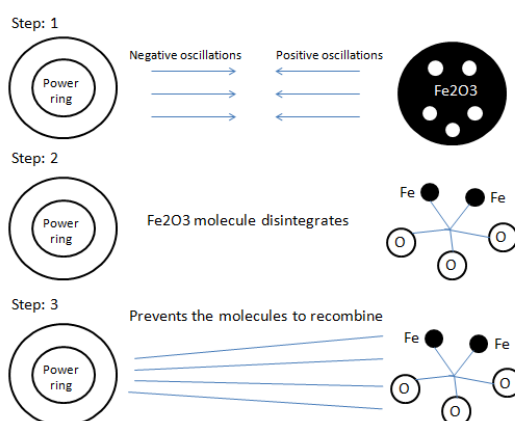 Step: 1
Negative oscillations
Positive oscillations
Power
ring
Fe2O3
Step: 2
Power
ring
Fe2O3 molecule disintegrates
Fe
Fe
O
O
O
Step: 3
Prevents the molecules to recombine
Power
ring
Fe
Fe
O
O
O